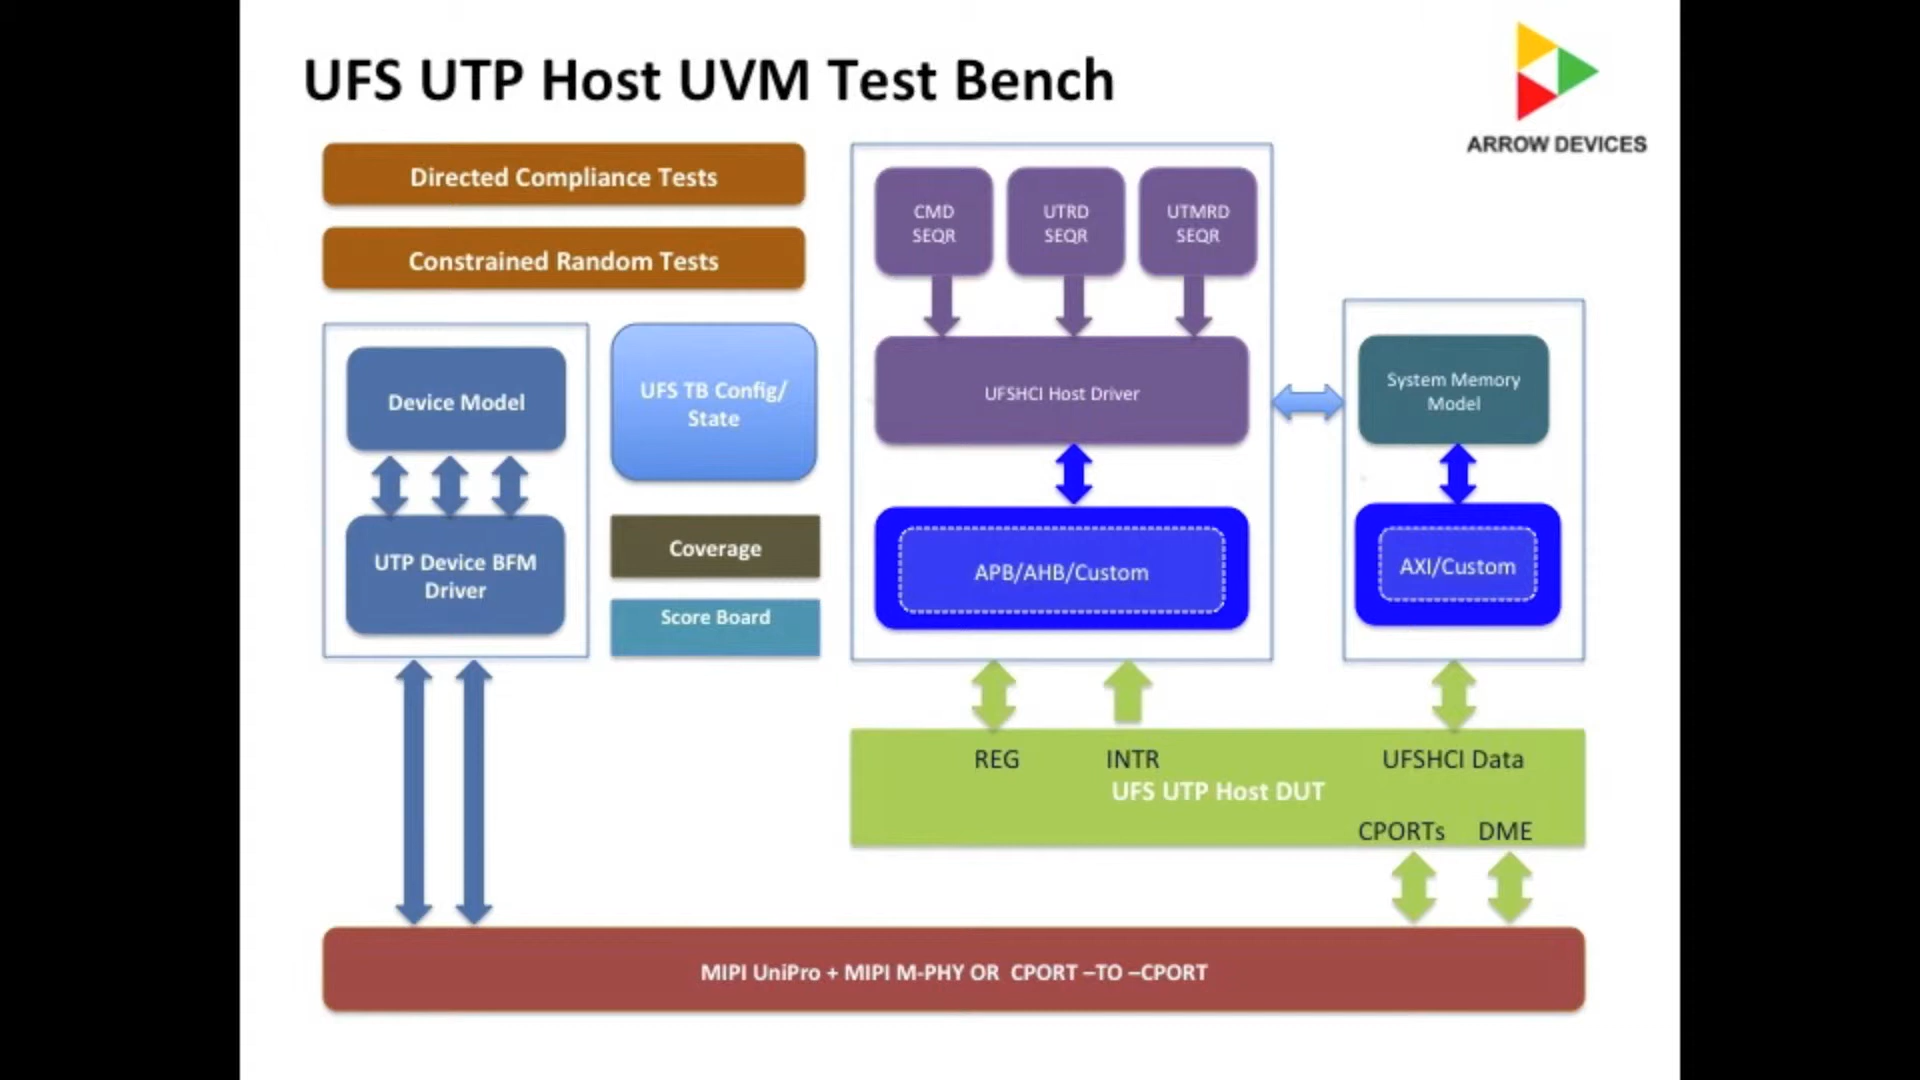 UFS UTP Host UVM Test Bench
ARROW DEVICES
Directed Compliance Tests
Constrained Random Tests
CMD
SEQR
UTRD
SEQR
UTMRD
SEQR
Device Model
UFS TB Config/
State
UFSHCI Host Driver
System Memory
Model
UTP Device BFM
Driver
Coverage
Score Board
APB/AHB/Custom
AXI/Custom
REG
INTR
UFSHCI Data
UFS UTP Host DUT
CPORTs
DME
MIPI UniPro + MIPI M-PHY OR  CPORT –TO –CPORT